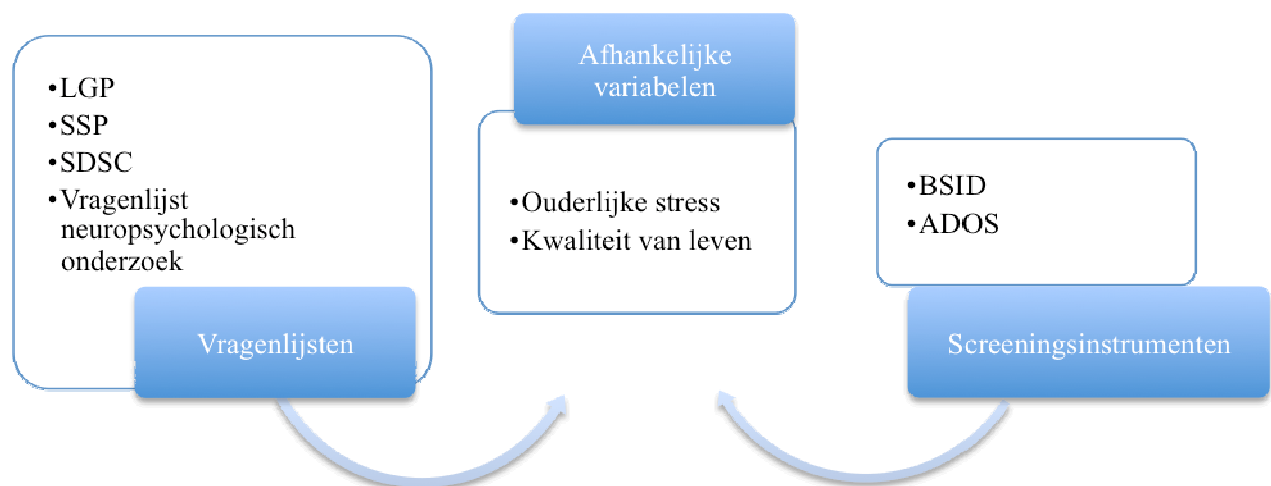 •LGP
•SSP
•SDSC
•Vragenlijst
neuropsychologisch
onderzoek
Vragenlijsten
Afhankelijke
variabelen
•Ouderlijke stress
•Kwaliteit van leven
•BSID
•ADOS
Screeningsinstrumenten